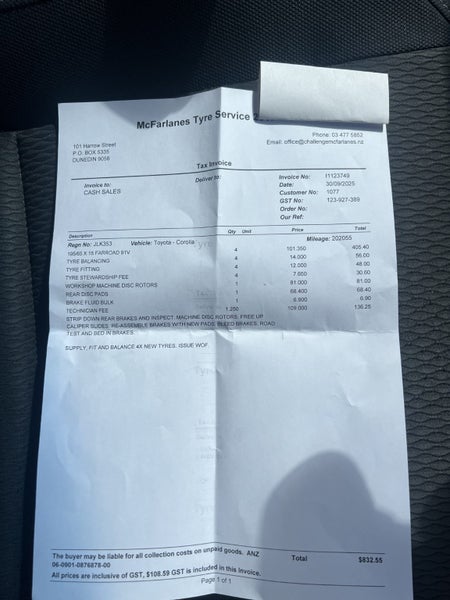 McFarlanes Tyre Service
101 Harrow Street
P.O. BOX 5335
DUNEDIN 9058
Phone: 03 477 5852
Email: office@challengemcfarlanes.nz
Tax Invoice
Invoice to:
CASH SALES
Deliver to:
Invoice No: I1123749
Date: 30/09/2025
Customer No: 1077
GST No: 123-927-389
Order No:
Our Ref:
Description Qty Unit Price Total
Regn No: JLK353 Vehicle: Toyota - Corolla Mileage: 202055
195/65 X 15 FARROAD 91V 4 101.350 405.40
TYRE BALANCING 4 14.000 56.00
TYRE FITTING 4 12.000 48.00
TYRE STEWARDSHIP FEE 4 7.650 30.60
WORKSHOP MACHINE DISC ROTORS 1 81.000 81.00
REAR DISC PADS 1 68.400 68.40
BRAKE FLUID BULK 1 6.900 6.90
TECHNICIAN FEE 1.250 109.000 136.25
STRIP DOWN REAR BRAKES AND INSPECT. MACHINE DISC ROTORS. FREE UP
CALIPER SLIDES. RE-ASSEMBLE BRAKES WITH NEW PADS. BLEED BRAKES, ROAD
TEST AND BED IN BRAKES.
SUPPLY, FIT AND BALANCE 4X NEW TYRES. ISSUE WOF.
The buyer may be liable for all collection costs on unpaid goods. ANZ
06-0901-0876878-00
Total $832.55
All prices are inclusive of GST, $108.59 GST is included in this Invoice.
Page 1 of 1